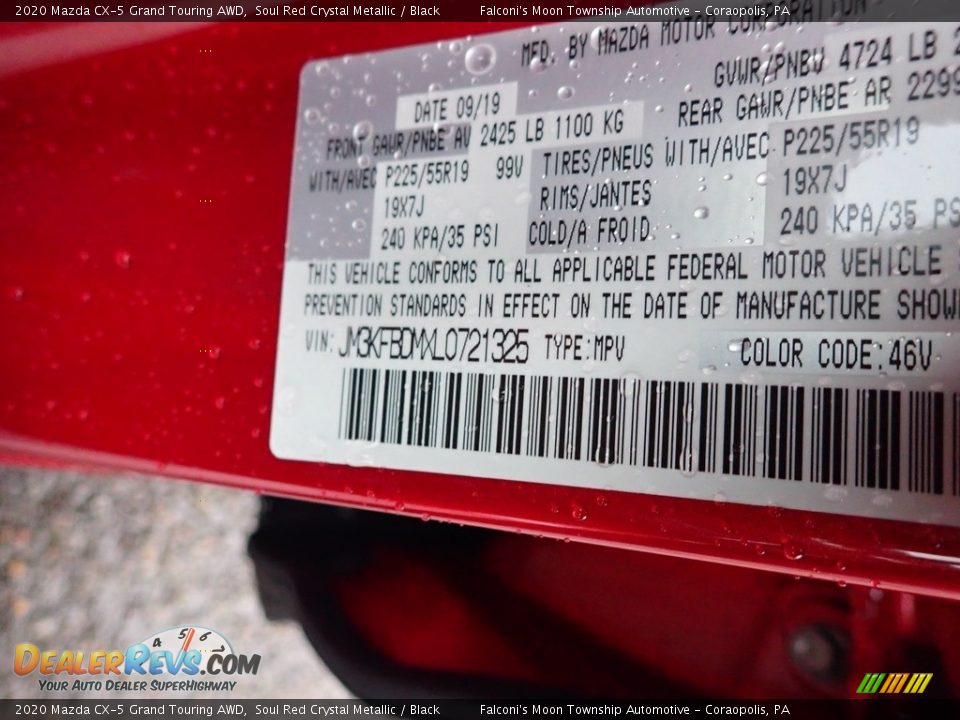 2020 Mazda CX-5 Grand Touring AWD, Soul Red Crystal Metallic / Black Falconi's Moon Township Automotive - Coraopolis, PA
MFD. BY MAZDA MOTOR CORPORATION
DATE 09/19 GVWR/PNBV 4724 LB
FRONT GAWR/PNBE AV 2425 LB 1100 KG REAR GAWR/PNBE AR 2299
WITH/AVEC P225/55R19 99V TIRES/PNEUS WITH/AVEC P225/55R19
19X7J RIMS/JANTES 19X7J
240 KPA/35 PSI COLD/A FROID 240 KPA/35 PS
THIS VEHICLE CONFORMS TO ALL APPLICABLE FEDERAL MOTOR VEHICLE
PREVENTION STANDARDS IN EFFECT ON THE DATE OF MANUFACTURE SHOW
VIN: JM3KFBDMXL0721325 TYPE:MPV COLOR CODE:46V
4 5 6
DealerRevs.com
Your Auto Dealer SuperHighway
2020 Mazda CX-5 Grand Touring AWD, Soul Red Crystal Metallic / Black Falconi's Moon Township Automotive - Coraopolis, PA